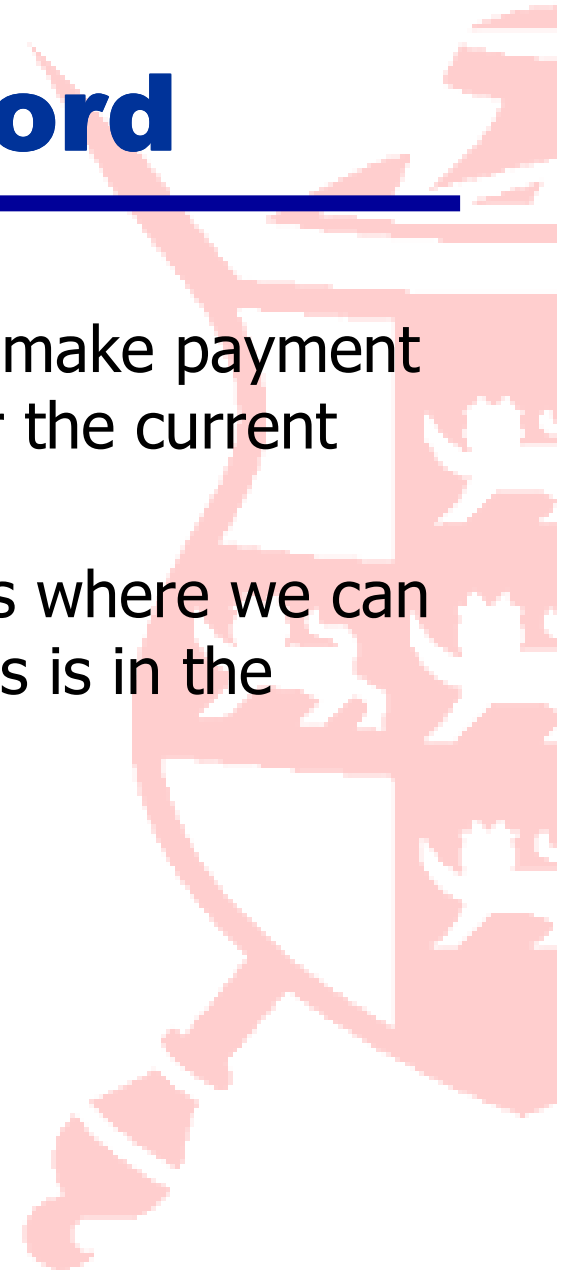 ord
make payment
r the current
s where we can
s is in the